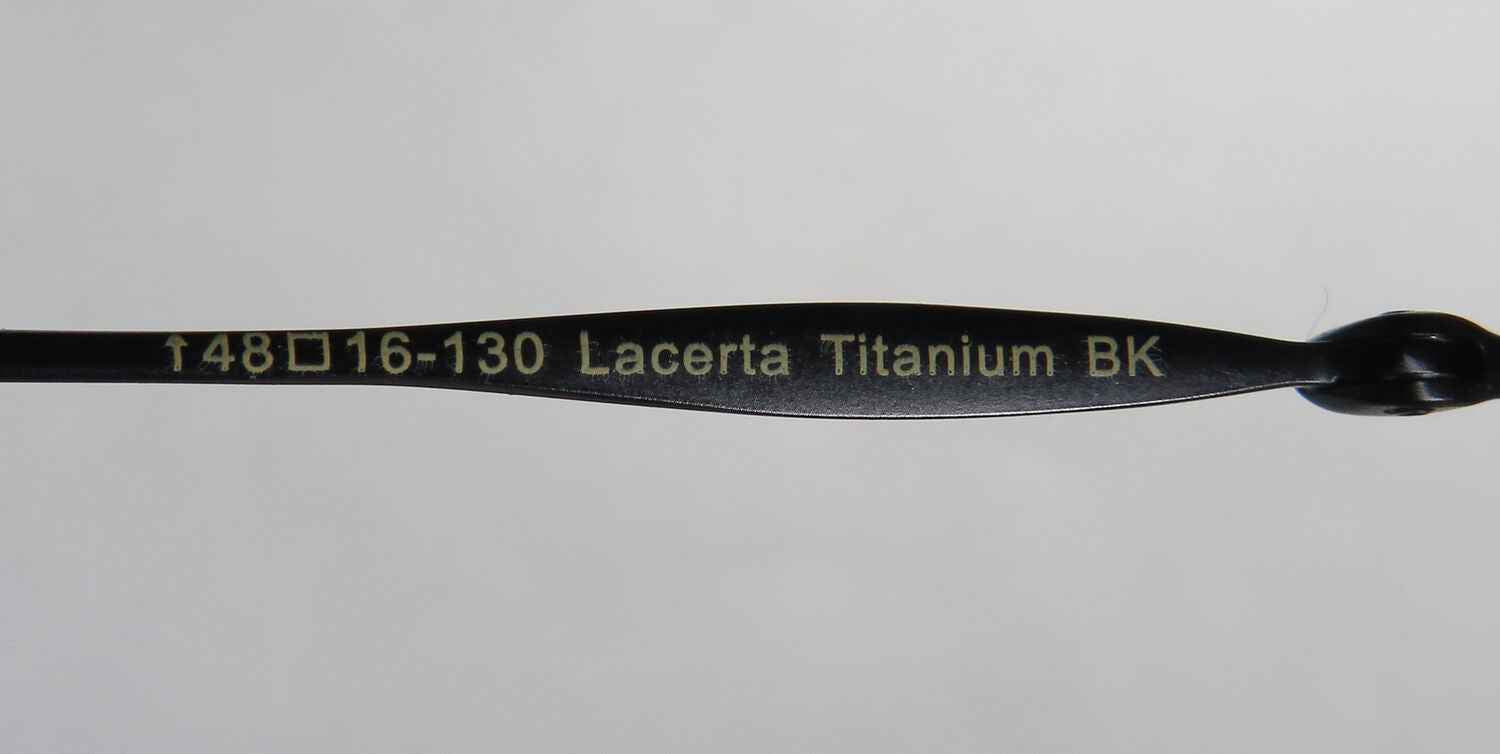 ↑48□16-130 Lacerta Titanium BK